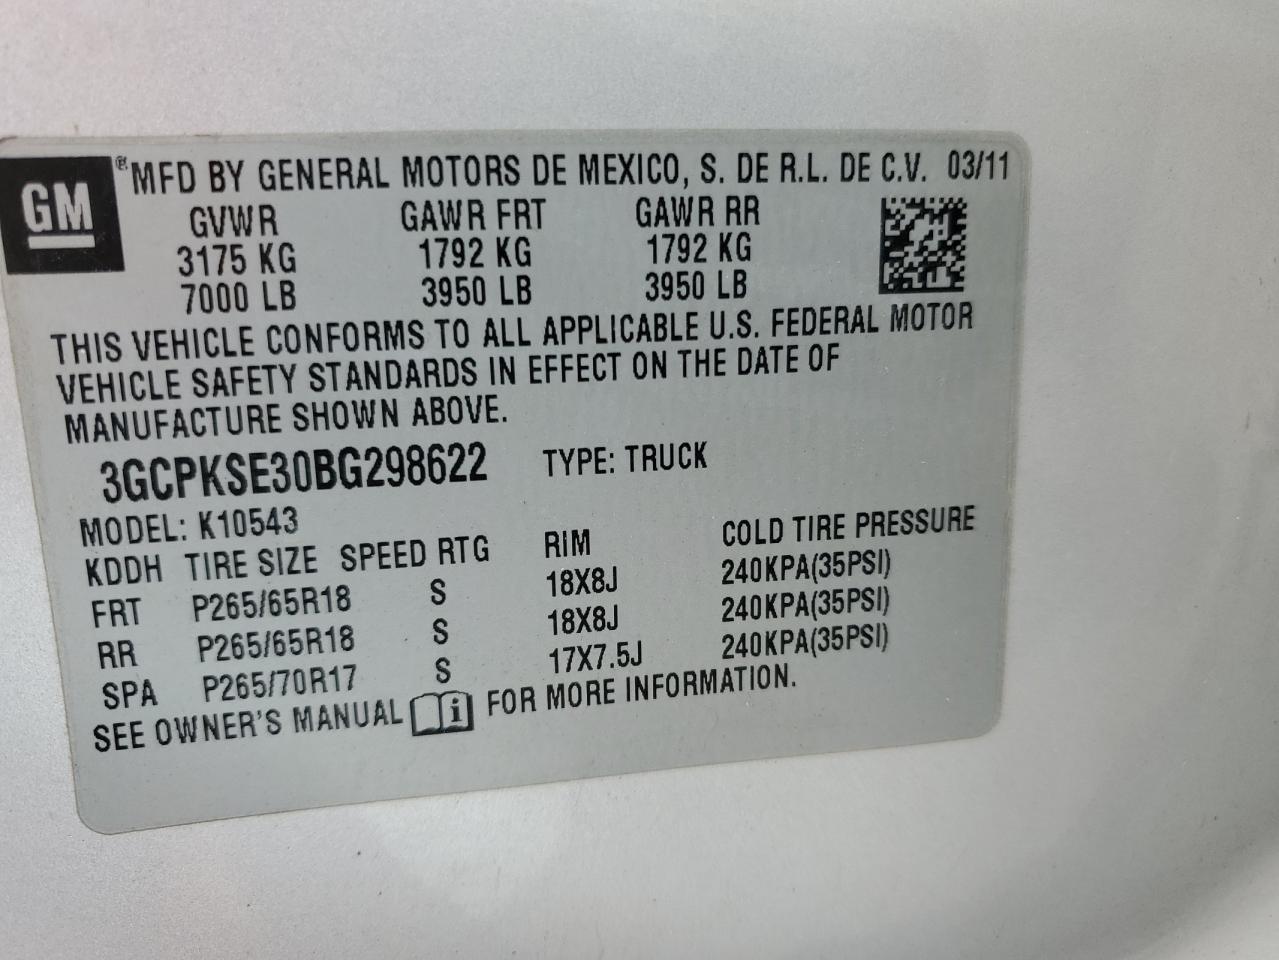 GM ® MFD BY GENERAL MOTORS DE MEXICO, S. DE R.L. DE C.V. 03/11
GVWR GAWR FRT GAWR RR
3175 KG 1792 KG 1792 KG
7000 LB 3950 LB 3950 LB
THIS VEHICLE CONFORMS TO ALL APPLICABLE U.S. FEDERAL MOTOR
VEHICLE SAFETY STANDARDS IN EFFECT ON THE DATE OF
MANUFACTURE SHOWN ABOVE.
3GCPKSE30BG298622 TYPE: TRUCK
MODEL: K10543
KDDH TIRE SIZE SPEED RTG RIM COLD TIRE PRESSURE
FRT P265/65R18 S 18X8J 240KPA(35PSI)
RR P265/65R18 S 18X8J 240KPA(35PSI)
SPA P265/70R17 S 17X7.5J 240KPA(35PSI)
SEE OWNER'S MANUAL i FOR MORE INFORMATION.